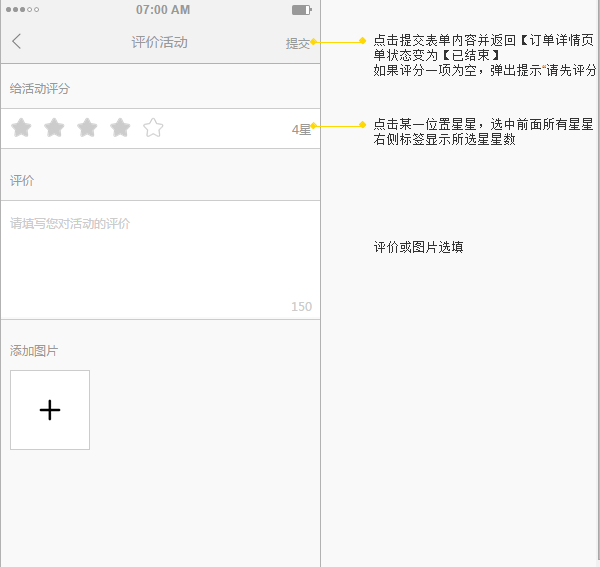 07:00 AM
评价活动
提交
点击提交表单内容并返回【订单详情页
单状态变为【已结束】
如果评分一项为空，弹出提示“请先评分
给活动评分
4星
点击某一位置星星，选中前面所有星星
右侧标签显示所选星星数
评价
请填写您对活动的评价
评价或图片选填
150
添加图片